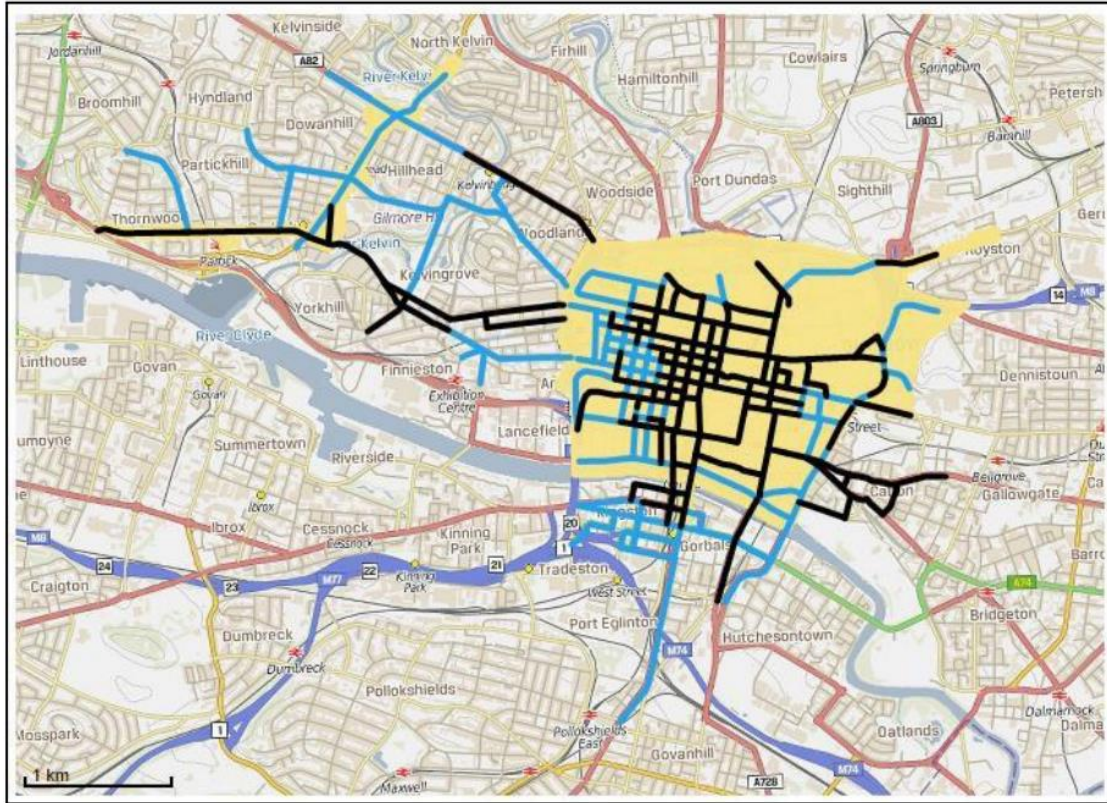 Kelvinside
North Kelvin
Jordanhill
A82
Firhill
Cowlairs
River Kelvi
Hamiltonhill
Springburn
Broomhill
Hyndland
Petersh
Dowanhill
A803
Barnhill
Partickhill
Hillhead
Woodside
Port Dundas
Sighthill
Thornwoo
Gilmore H
Woodland
Royston
Partick
Kelvin
Kelvingrove
Yorkhill
14
M8
River Clyde
Linthouse
Govan
Finnieston
Dennistoun
Govan
Exhibition
Centre
Lancefield
Street
Summertown
Riverside
Bellgrove
Calton
Gallowgate
Ibrox
Ibrox
Cessnock
Cessnock
Kinning
Park
20
M8
24
23
22
M77
Kinning
Park
21
1
Tradeston
Gorbals
West Street
Craigton
A74
Barro
Bridgeton
Port Eglinton
Dumbreck
Dumbreck
M74
Hutchesontown
Pollokshields
Pollokshields
East
Dalmarnock
Dalma
Mosspark
1
Oatlands
Govanhill
1 km
Maxwell
A728
M74